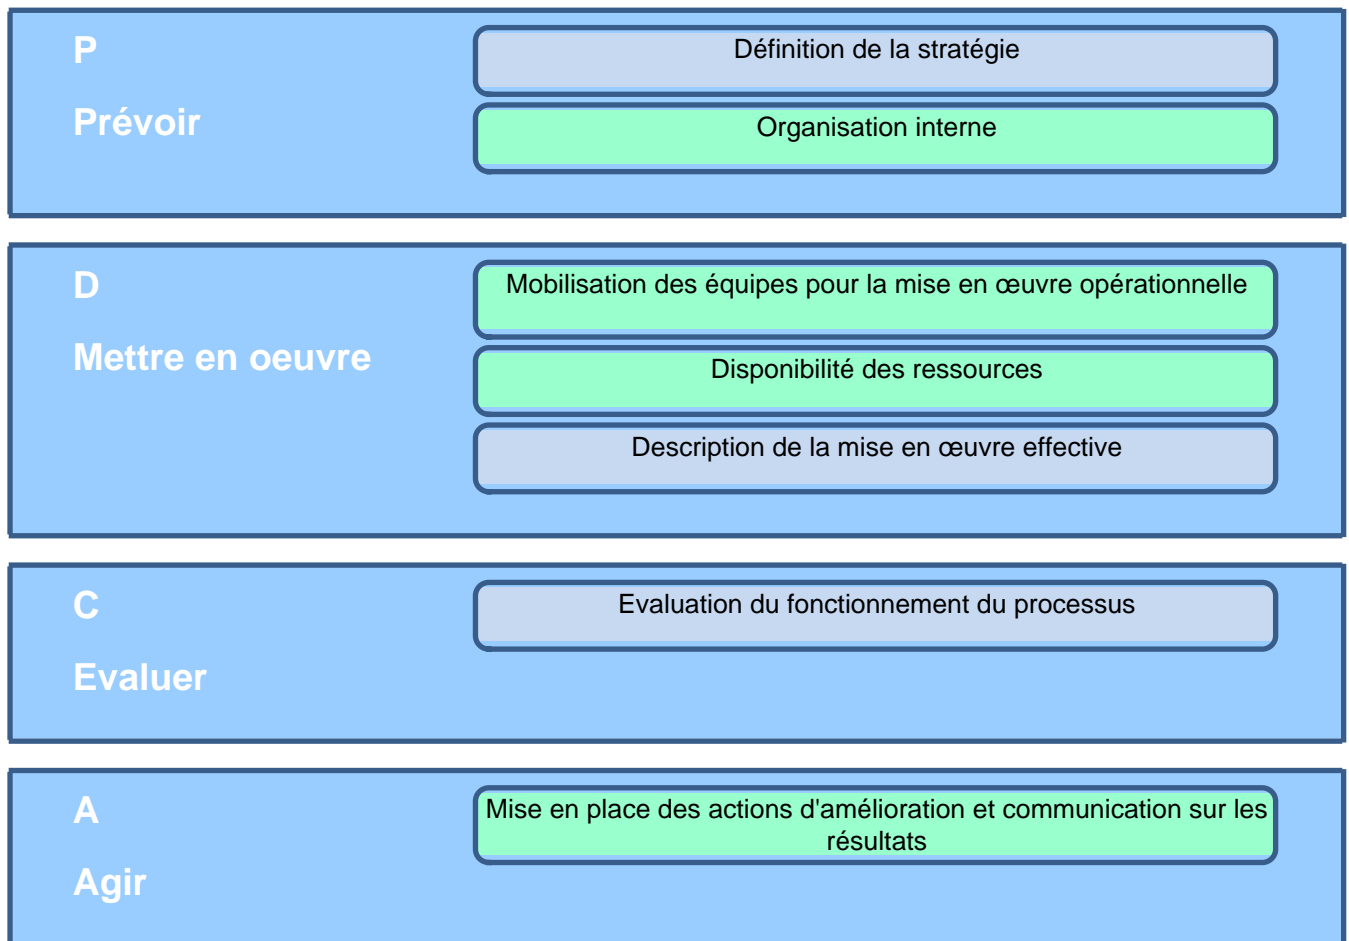 P
Définition de la stratégie
Prévoir
Organisation interne
D
Mobilisation des équipes pour la mise en œuvre opérationnelle
Mettre en oeuvre
Disponibilité des ressources
Description de la mise en œuvre effective
C
Evaluation du fonctionnement du processus
Evaluer
A
Mise en place des actions d'amélioration et communication sur les
résultats
Agir